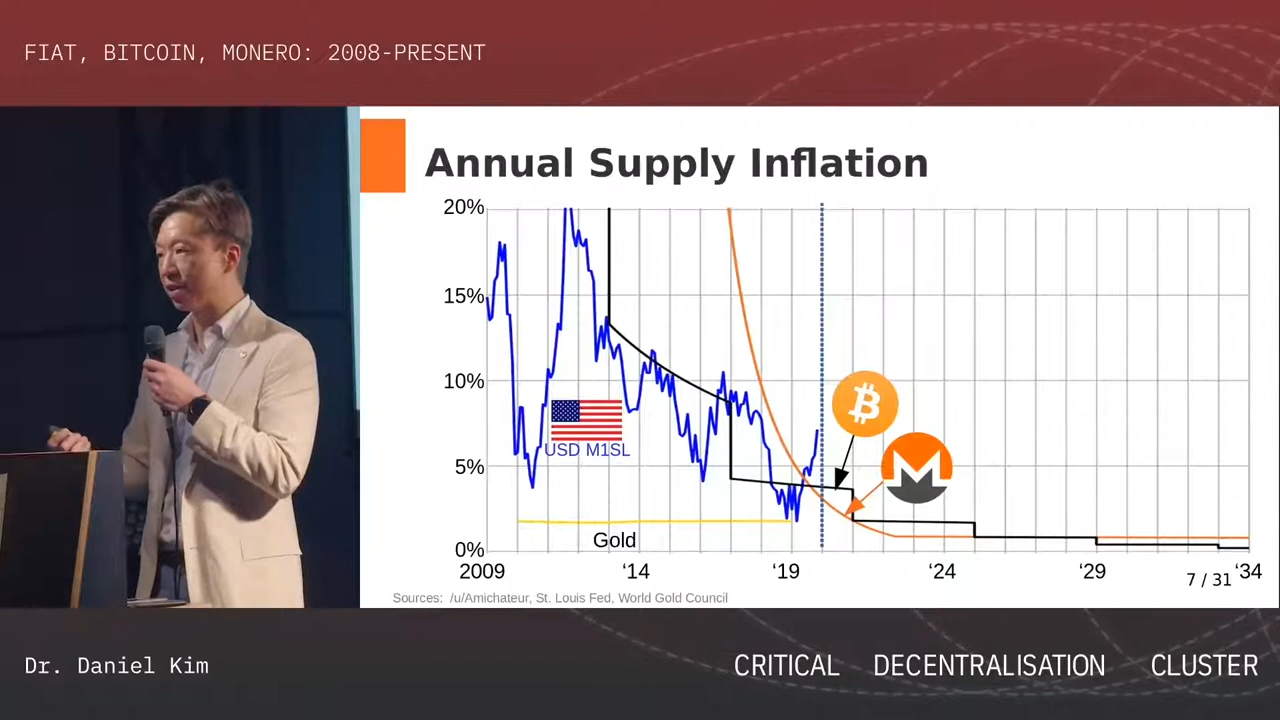 FIAT, BITCOIN, MONERO: 2008-PRESENT
Annual Supply Inflation
20%
15%
10%
5%
0%
USD M1SL
Gold
2009
‘14
‘19
‘24
‘29
‘34
7 / 31
Sources: /u/Amichateur, St. Louis Fed, World Gold Council
Dr. Daniel Kim
CRITICAL DECENTRALISATION CLUSTER